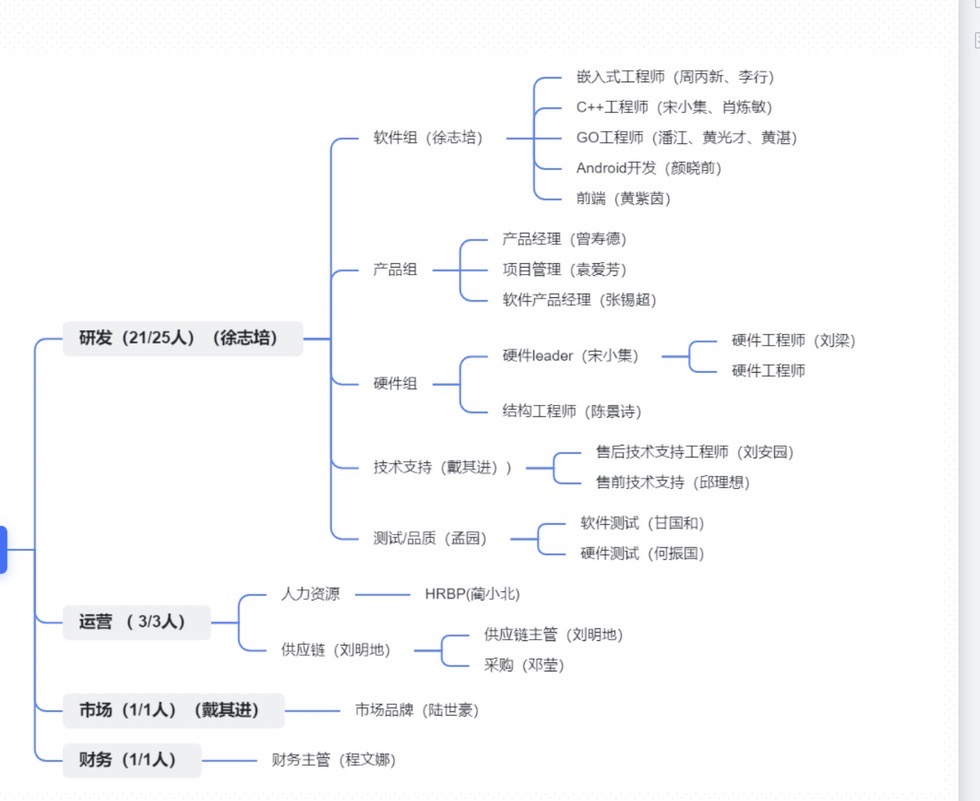 研发（21/25人）（徐志培）
软件组（徐志培）
嵌入式工程师（周丙新、李行）
C++工程师（宋小集、肖炼敏）
GO工程师（潘江、黄光才、黄湛）
Android开发（颜晓前）
前端（黄紫茵）
产品组
产品经理（曾寿德）
项目管理（袁爱芳）
软件产品经理（张锡超）
硬件组
硬件leader（宋小集）
硬件工程师（刘梁）
硬件工程师
结构工程师（陈景诗）
技术支持（戴其进））
售后技术支持工程师（刘安园）
售前技术支持（邱理想）
测试/品质（孟园）
软件测试（甘国和）
硬件测试（何振国）
运营 （ 3/3人）
人力资源
HRBP(蔺小北)
供应链（刘明地）
供应链主管（刘明地）
采购（邓莹）
市场（1/1人）（戴其进）
市场品牌（陆世豪）
财务（1/1人）
财务主管（程文娜）